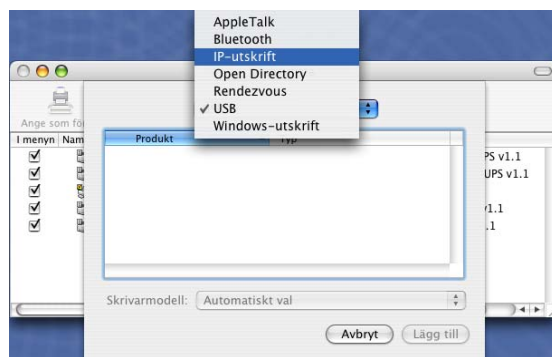 AppleTalk
Bluetooth
IP-utskrift
Open Directory
Rendezvous
✓ USB
Windows-utskrift
Ange som fö
I menyn Nam
Produkt
Typ
PS v1.1
UPS v1.1
v1.1
.1
Skrivarmodell: Automatiskt val
Avbryt Lägg till